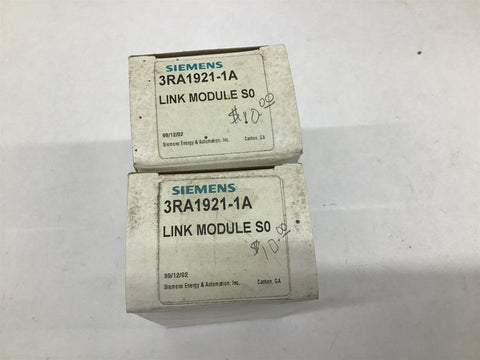 SIEMENS
3RA1921-1A
LINK MODULE S0
$10.00
99/12/02
Siemens Energy & Automation, Inc. Canton, GA
SIEMENS
3RA1921-1A
LINK MODULE S0
$10.00
99/12/02
Siemens Energy & Automation, Inc. Canton, GA